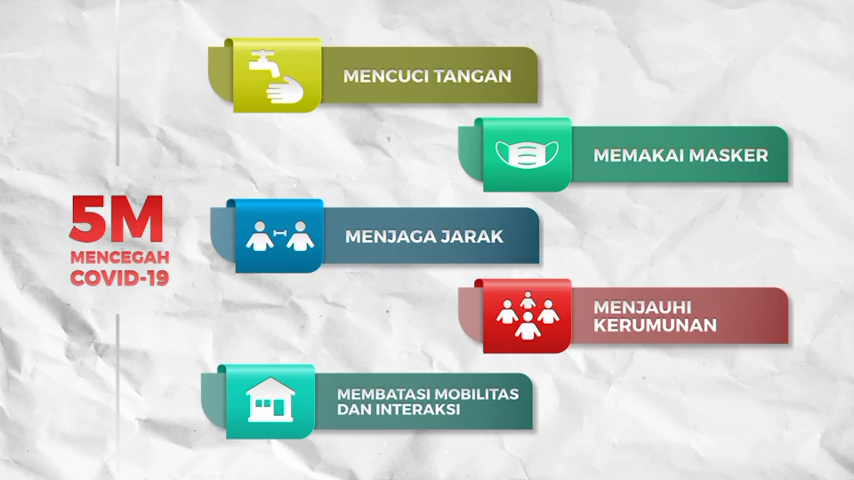 5M
MENCEGAH
COVID-19
MENCUCI TANGAN
MEMAKAI MASKER
MENJAGA JARAK
MENJAUHI
KERUMUNAN
MEMBATASI MOBILITAS
DAN INTERAKSI